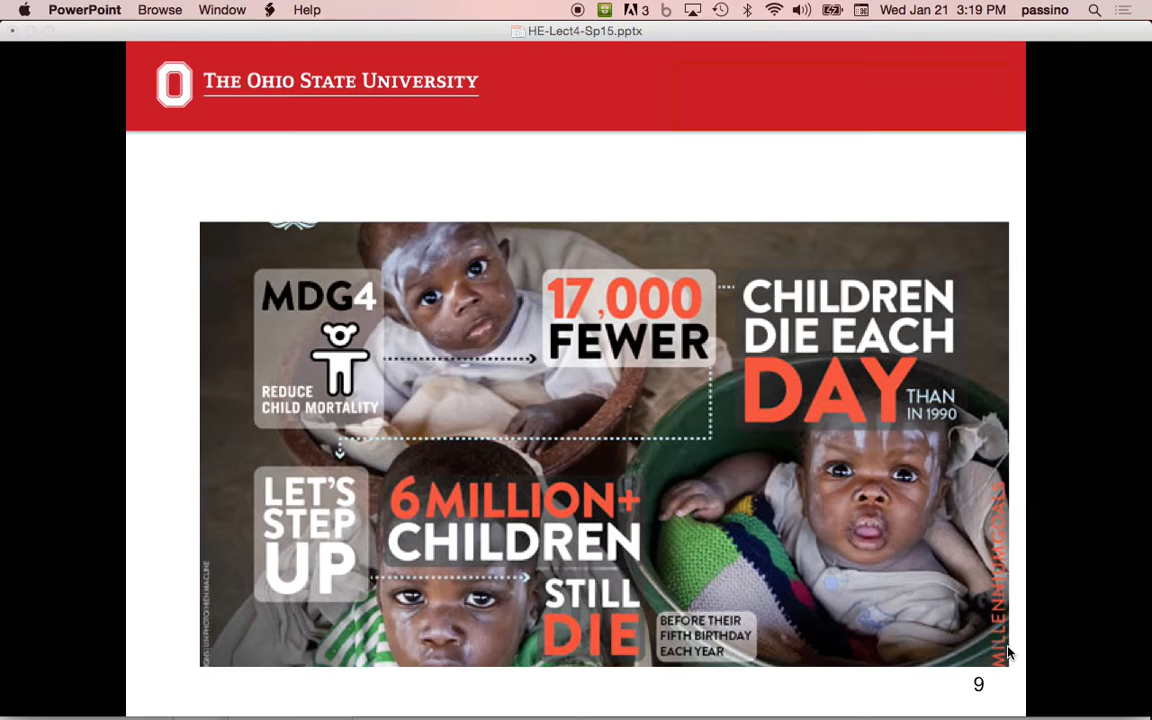 PowerPoint Browse Window Help 3 Wed Jan 21 3:19 PM passino
HE-Lect4-Sp15.pptx
THE OHIO STATE UNIVERSITY
MDG4
REDUCE
CHILD MORTALITY
17,000
FEWER
CHILDREN
DIE EACH
DAY
THAN
IN 1990
LET'S
STEP
UP
6 MILLION+
CHILDREN
STILL
DIE
BEFORE THEIR
FIFTH BIRTHDAY
EACH YEAR
MILLENNIUMGOALS
9